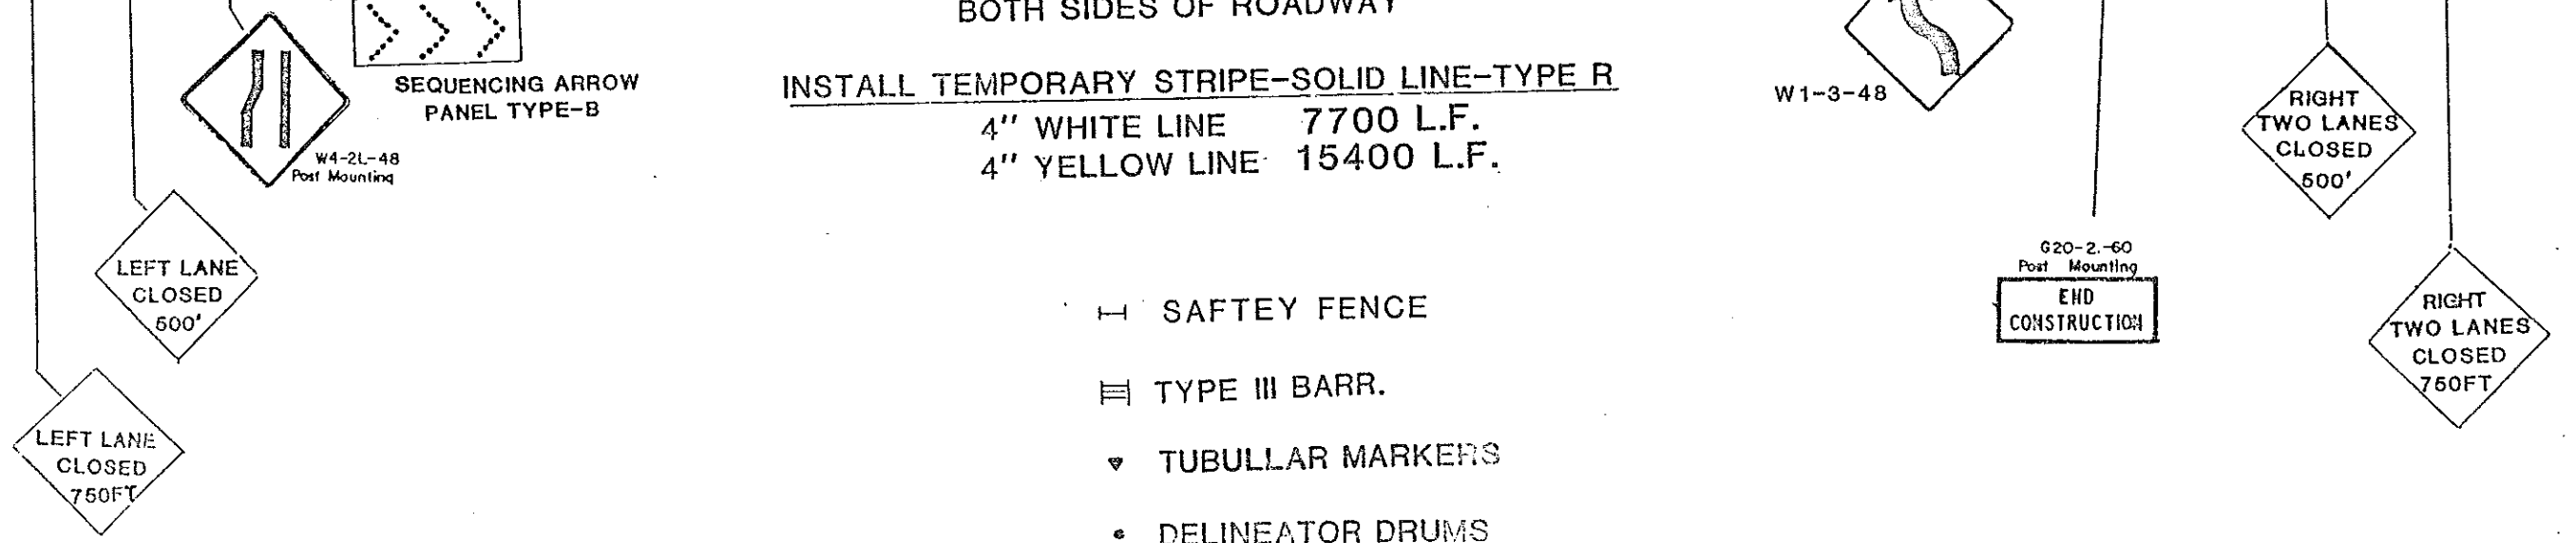 BOTH SIDES OF ROADWAY
SEQUENCING ARROW
PANEL TYPE-B
W4-2L-48
Post Mounting
LEFT LANE
CLOSED
500'
LEFT LANE
CLOSED
750FT
INSTALL TEMPORARY STRIPE-SOLID LINE-TYPE R
4" WHITE LINE 7700 L.F.
4" YELLOW LINE 15400 L.F.
SAFTEY FENCE
TYPE III BARR.
TUBULLAR MARKERS
DELINEATOR DRUMS
W1-3-48
G20-2.-60
Post Mounting
END
CONSTRUCTION
RIGHT
TWO LANES
CLOSED
500'
RIGHT
TWO LANES
CLOSED
750FT